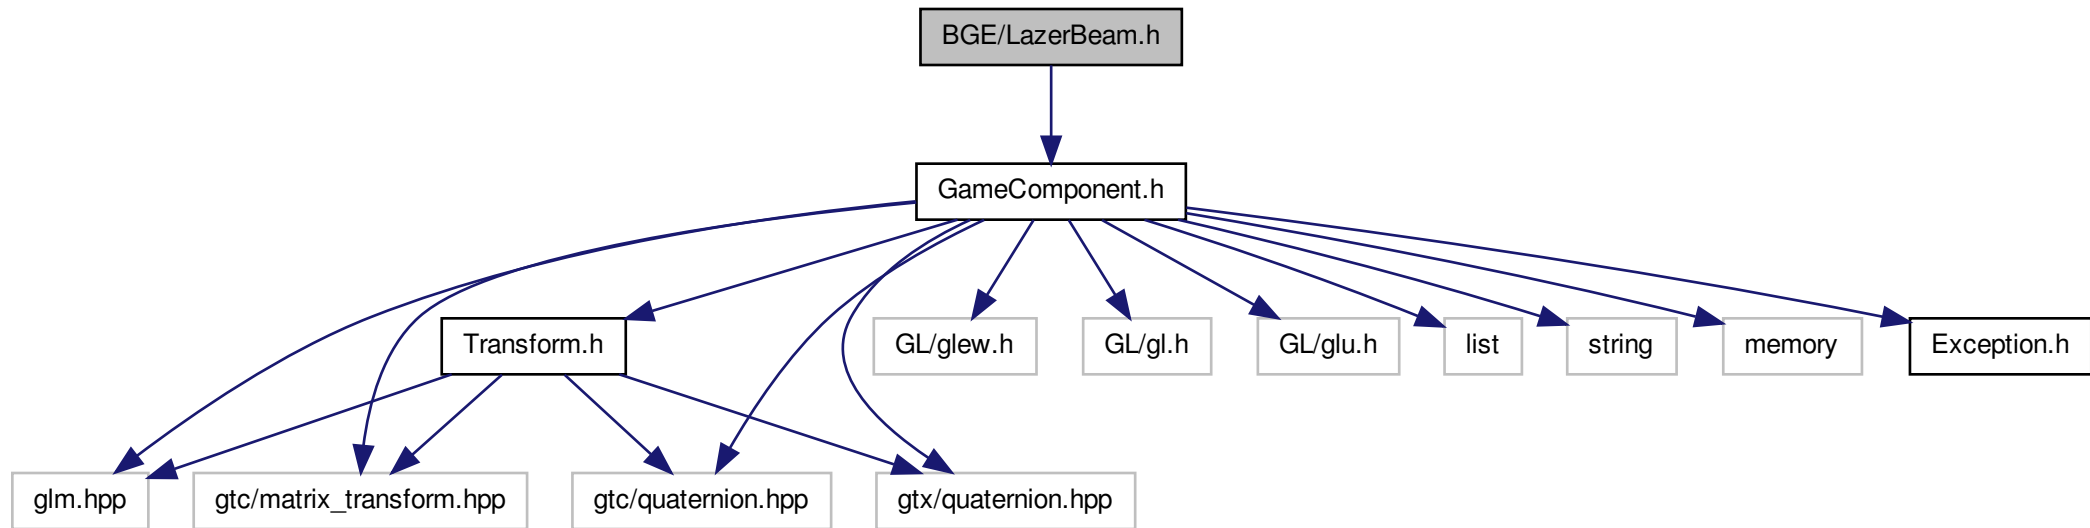 BGE/LazerBeam.h
GameComponent.h
Transform.h
GL/glew.h
GL/gl.h
GL/glu.h
list
string
memory
Exception.h
glm.hpp
gtc/matrix_transform.hpp
gtc/quaternion.hpp
gtx/quaternion.hpp